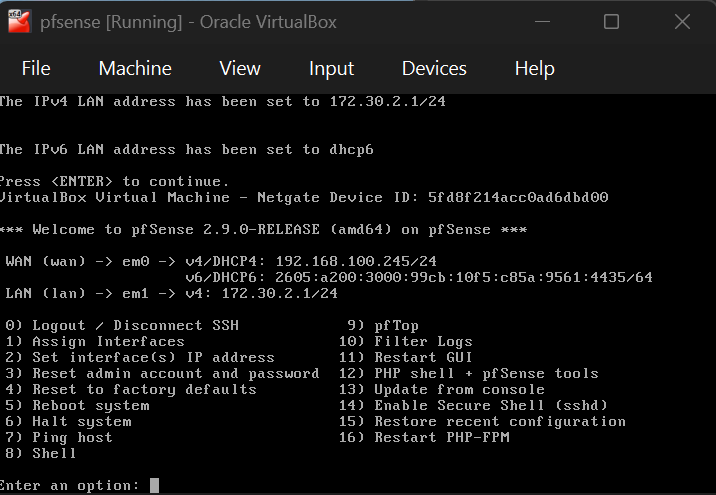 pfsense [Running] - Oracle VirtualBox
File Machine View Input Devices Help
The IPv4 LAN address has been set to 172.30.2.1/24
The IPv6 LAN address has been set to dhcp6
Press <ENTER> to continue.
VirtualBox Virtual Machine - Netgate Device ID: 5fd8f214acc0ad6dbd00
*** Welcome to pfSense 2.9.0-RELEASE (amd64) on pfSense ***
WAN (wan) -> em0 -> v4/DHCP4: 192.168.100.245/24
v6/DHCP6: 2605:a200:3000:99cb:10f5:c85a:9561:4435/64
LAN (lan) -> em1 -> v4: 172.30.2.1/24
0) Logout / Disconnect SSH 9) pfTop
1) Assign Interfaces 10) Filter Logs
2) Set interface(s) IP address 11) Restart GUI
3) Reset admin account and password 12) PHP shell + pfSense tools
4) Reset to factory defaults 13) Update from console
5) Reboot system 14) Enable Secure Shell (sshd)
6) Halt system 15) Restore recent configuration
7) Ping host 16) Restart PHP-FPM
8) Shell
Enter an option: